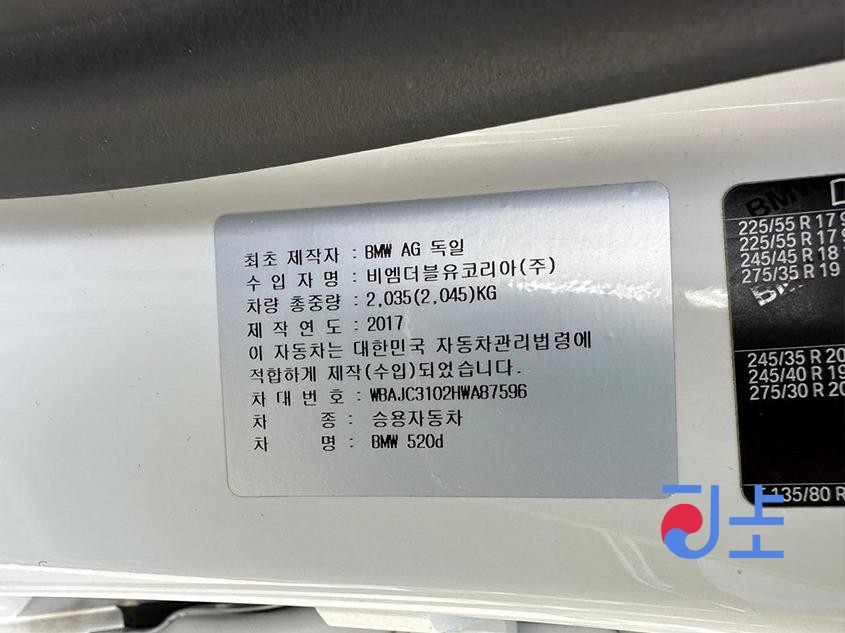 최초 제작자 : BMW AG 독일
수 입 자 명 : 비엠더블유코리아(주)
차량 총중량 : 2,035(2,045)KG
제 작 연 도 : 2017
이 자동차는 대한민국 자동차관리법령에
적합하게 제작(수입)되었습니다.
차 대 번 호 : WBAJC3102HWA87596
차 종 : 승용자동차
차 명 : BMW 520d
BMW
225/55 R 17 9
225/55 R 17 9
245/45 R 18
275/35 R 19
245/35 R 20
245/40 R 19
275/30 R 20
135/80 R